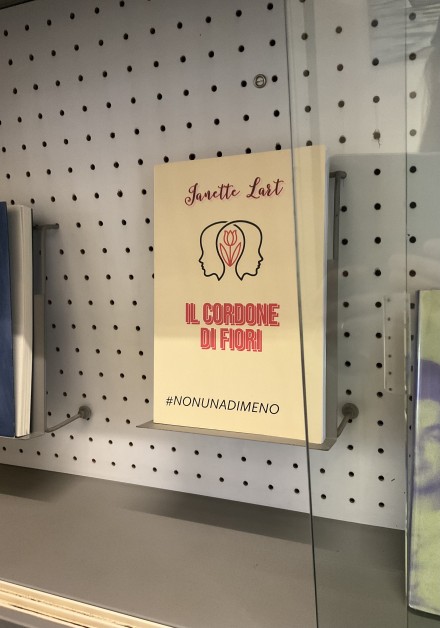 Janette Lart
IL CORDONE
DI FIORI
#NONUNADIMENO